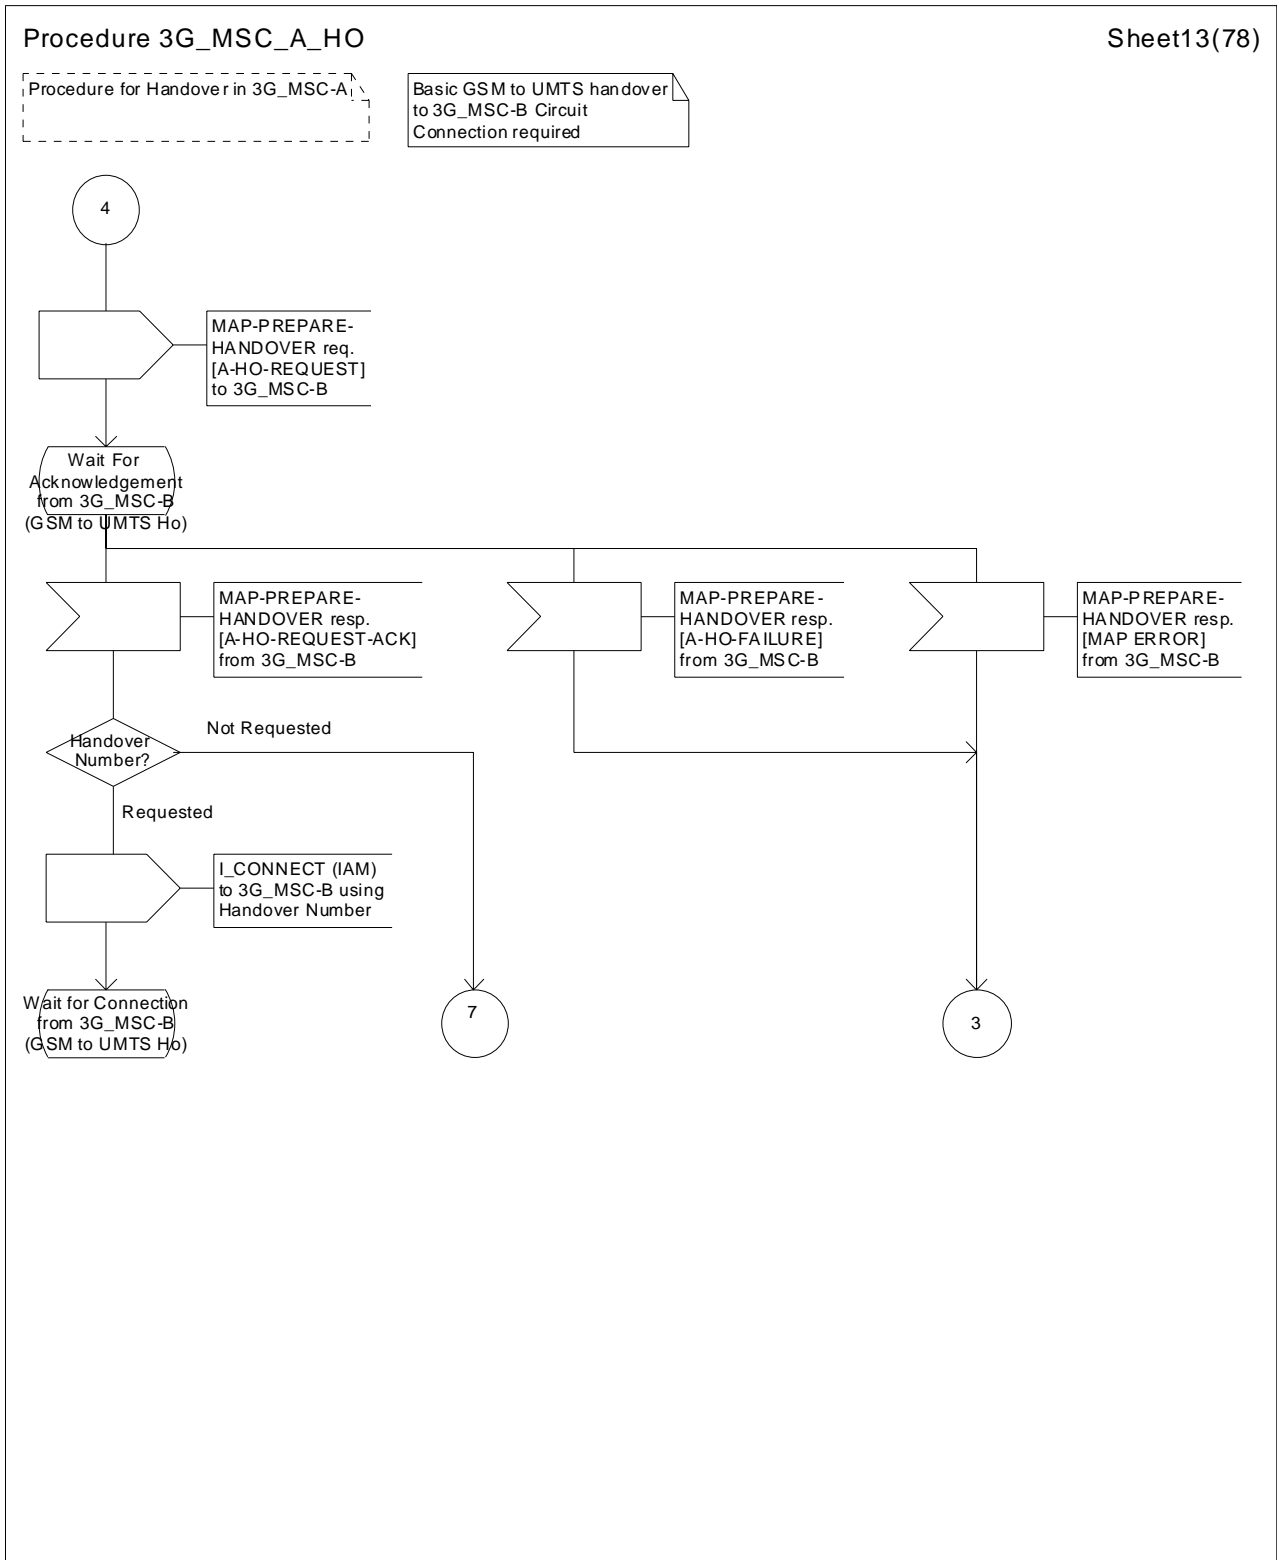 Procedure 3G_MSC_A_HO
Sheet13(78)
Procedure for Handover in 3G_MSC-A
Basic GSM to UMTS handover
to 3G_MSC-B Circuit
Connection required
4
MAP-PREPARE-
HANDOVER req.
[A-HO-REQUEST]
to 3G_MSC-B
Wait For
Acknowledgement
from 3G_MSC-B
(GSM to UMTS Ho)
MAP-PREPARE-
HANDOVER resp.
[A-HO-REQUEST-ACK]
from 3G_MSC-B
MAP-PREPARE-
HANDOVER resp.
[A-HO-FAILURE]
from 3G_MSC-B
MAP-PREPARE-
HANDOVER resp.
[MAP ERROR]
from 3G_MSC-B
Handover
Number?
Not Requested
Requested
I_CONNECT (IAM)
to 3G_MSC-B using
Handover Number
Wait for Connection
from 3G_MSC-B
(GSM to UMTS Ho)
7
3